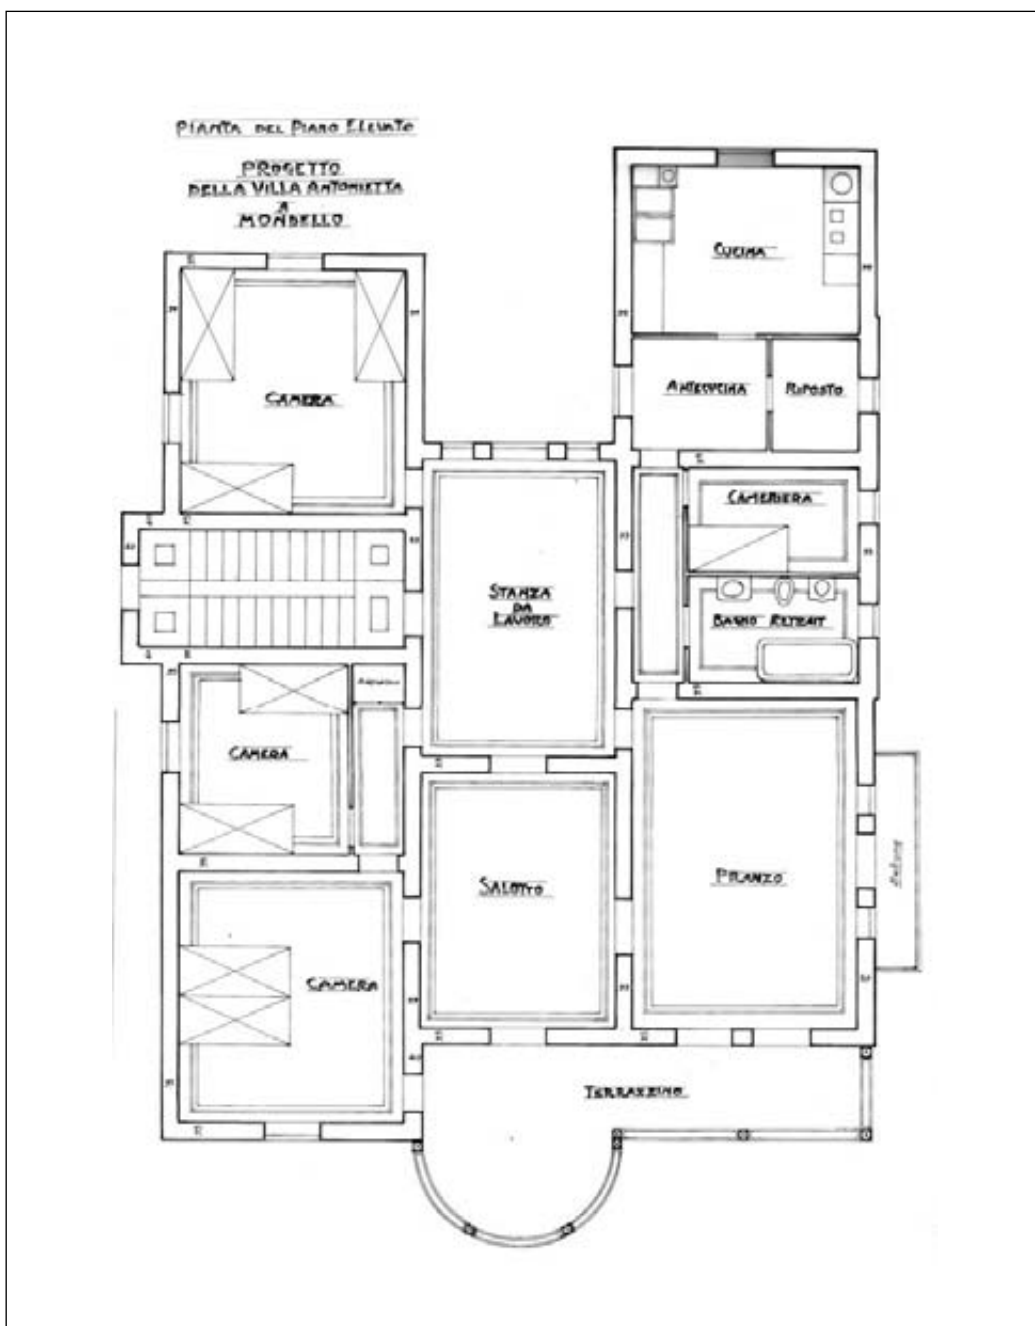 PIANTA DEL PIANO ELEVATO
PROGETTO
DELLA VILLA ANTONIETTA
A
MONDELLO
CUCINA
ANTECUCINA
RIPOSTO
CAMERA
CAMERIERA
STANZA
DA
LAVORO
BAGNO RETRAIT
CAMERA
SALOTTO
PRANZO
CAMERA
TERRAZZINO